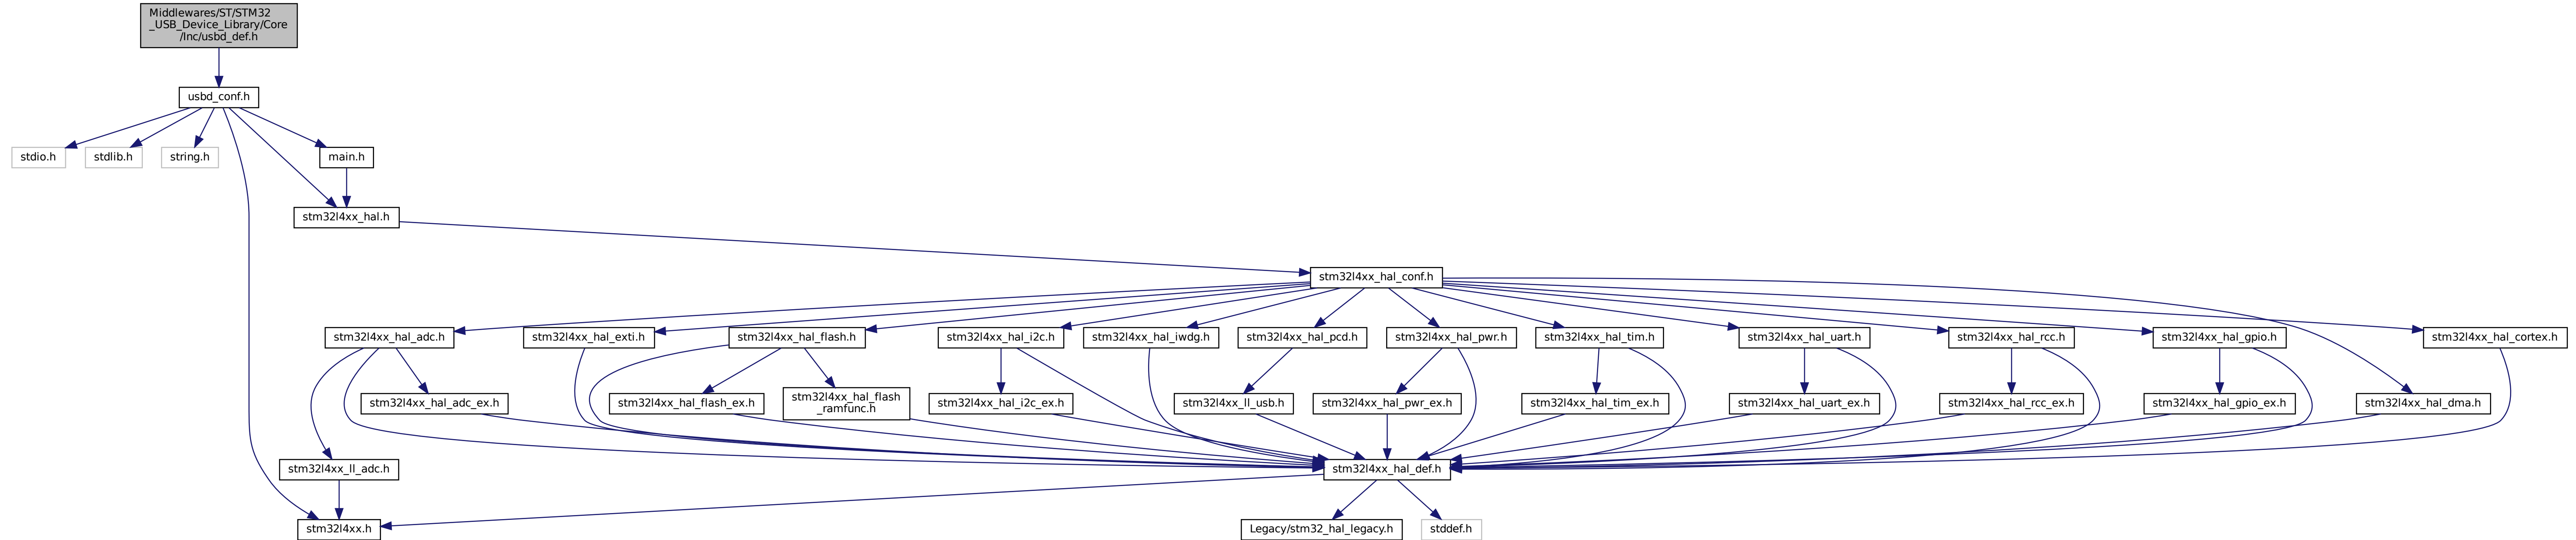 Middlewares/ST/STM32
_USB_Device_Library/Core
/Inc/usbd_def.h
usbd_conf.h
stdio.h
stdlib.h
string.h
main.h
stm32l4xx_hal.h
stm32l4xx_hal_conf.h
stm32l4xx_hal_adc.h
stm32l4xx_hal_exti.h
stm32l4xx_hal_flash.h
stm32l4xx_hal_i2c.h
stm32l4xx_hal_iwdg.h
stm32l4xx_hal_pcd.h
stm32l4xx_hal_pwr.h
stm32l4xx_hal_tim.h
stm32l4xx_hal_uart.h
stm32l4xx_hal_rcc.h
stm32l4xx_hal_gpio.h
stm32l4xx_hal_cortex.h
stm32l4xx_hal_adc_ex.h
stm32l4xx_hal_flash_ex.h
stm32l4xx_hal_flash
_ramfunc.h
stm32l4xx_hal_i2c_ex.h
stm32l4xx_ll_usb.h
stm32l4xx_hal_pwr_ex.h
stm32l4xx_hal_tim_ex.h
stm32l4xx_hal_uart_ex.h
stm32l4xx_hal_rcc_ex.h
stm32l4xx_hal_gpio_ex.h
stm32l4xx_hal_dma.h
stm32l4xx_ll_adc.h
stm32l4xx_hal_def.h
stm32l4xx.h
Legacy/stm32_hal_legacy.h
stddef.h